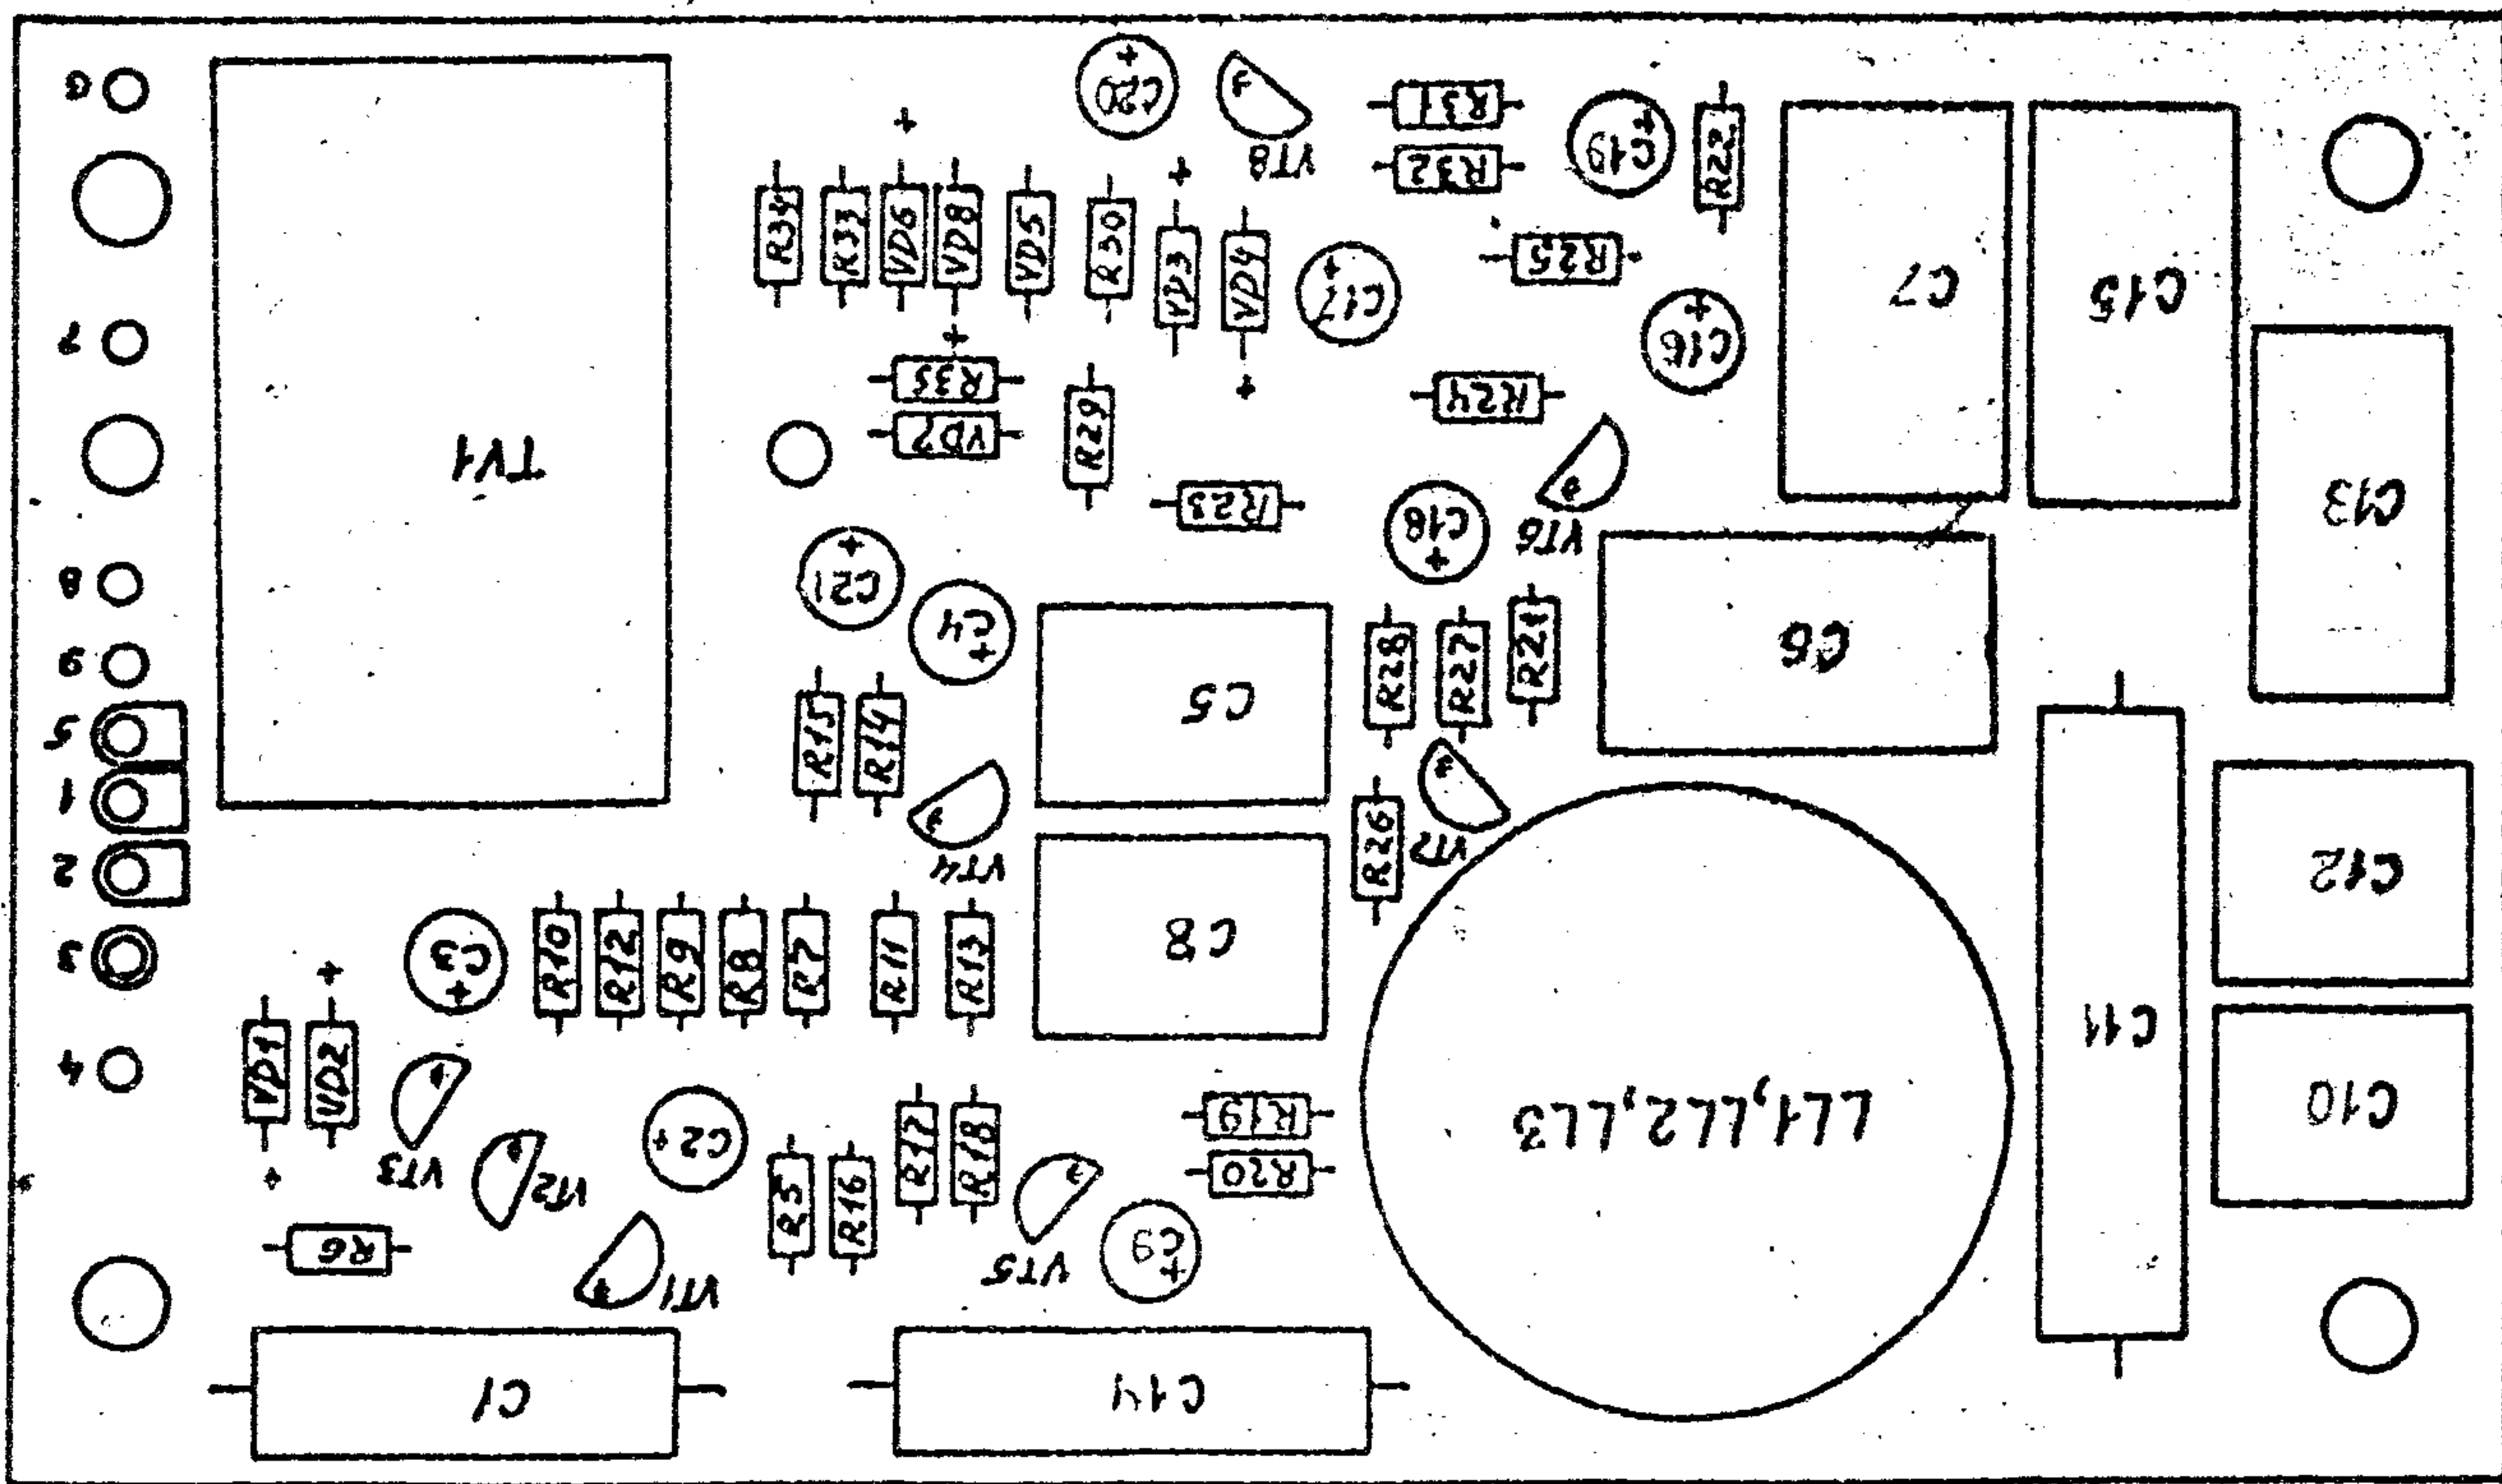 C20
VT8
R31
C19
R22
R32
6
R34
R33
VD6
VD8
VD5
R30
VD3
VD4
C17
R25
C7
C15
7
C16
R35
R24
R29
TV1
R23
C18
VT6
C13
8
C21
C4
9
C5
R28
R27
R21
C6
5
R15
R14
1
VT4
R26
VT7
2
C12
3
C3
R10
R12
R9
R8
R7
R11
R13
C8
C11
4
VD1
VD2
R19
LL1,LL2,LL3
C10
VT3
VT2
C2
R17
R18
R20
R5
R16
C9
R6
VT1
VT5
C1
C14